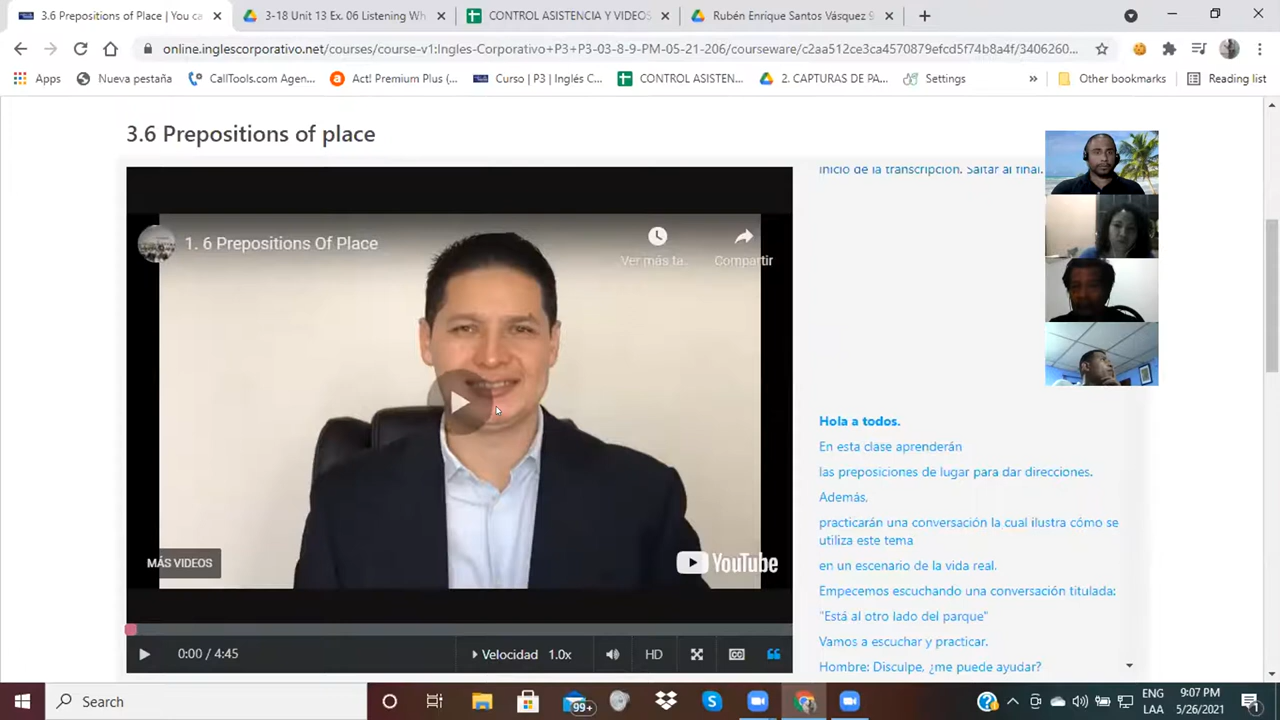 3.6 Prepositions of Place | You ca
3-18 Unit 13 Ex. 06 Listening Wh
CONTROL ASISTENCIA Y VIDEOS
Rubén Enrique Santos Vásquez 9
online.inglescorporativo.net/courses/course-v1:Ingles-Corporativo+P3+P3-03-8-9-PM-05-21-206/courseware/c2aa512ce3ca4570879efcd5f74b8a4f/3406260...
Apps
Nueva pestaña
CallTools.com Agen...
Act! Premium Plus (...
Curso | P3 | Inglés C...
CONTROL ASISTEN...
2. CAPTURAS DE PA...
Settings
»
Other bookmarks
Reading list
3.6 Prepositions of place
Inicio de la transcripción. Saltar al final.
1. 6 Prepositions Of Place
Ver más ta...
Compartir
MÁS VIDEOS
YouTube
0:00 / 4:45
Velocidad 1.0x
HD
Hola a todos.
En esta clase aprenderán
las preposiciones de lugar para dar direcciones.
Además,
practicarán una conversación la cual ilustra cómo se
utiliza este tema
en un escenario de la vida real.
Empecemos escuchando una conversación titulada:
"Está al otro lado del parque"
Vamos a escuchar y practicar.
Hombre: Disculpe, ¿me puede ayudar?
Search
99+
ENG
LAA
9:07 PM
5/26/2021
1